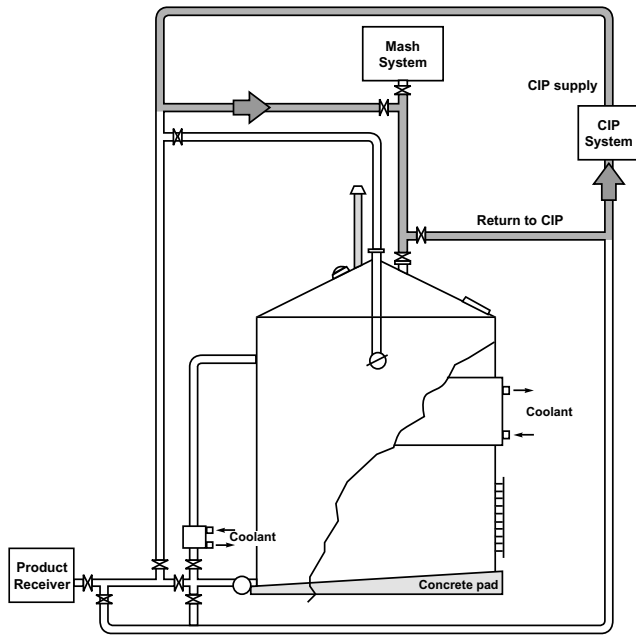 Mash
System
CIP supply
CIP
System
Return to CIP
Coolant
Coolant
Product
Receiver
Concrete pad